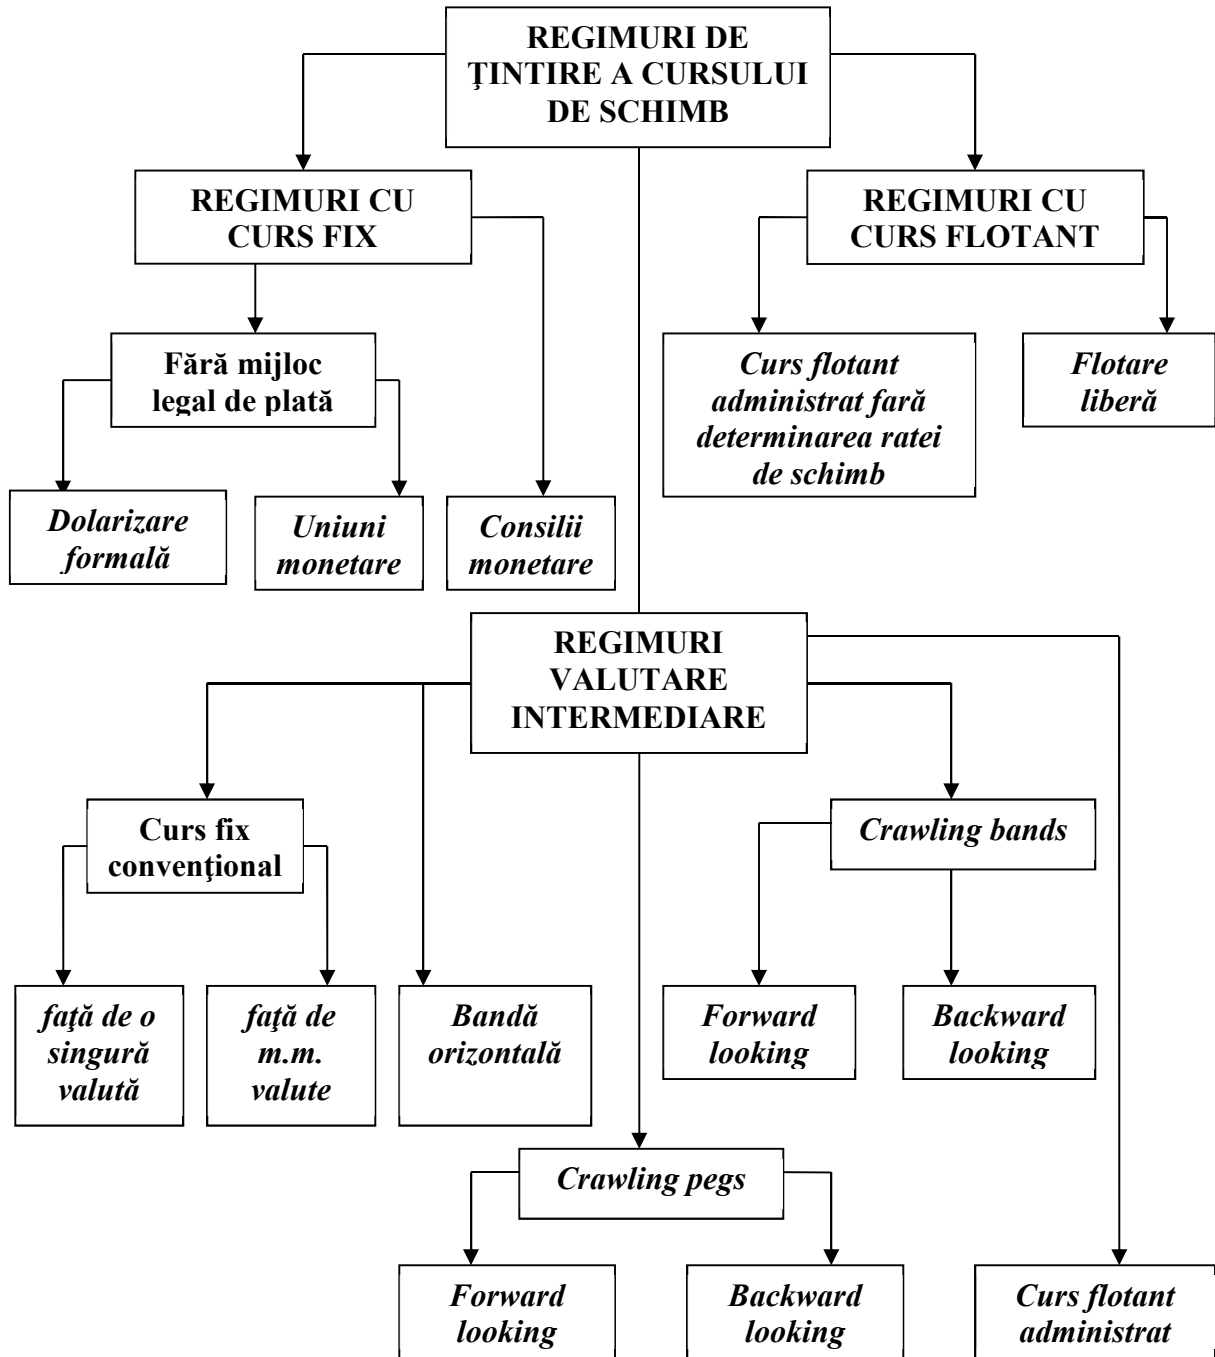 REGIMURI DE
ŢINTIRE A CURSULUI
DE SCHIMB
REGIMURI CU
CURS FIX
REGIMURI CU
CURS FLOTANT
Fără mijloc
legal de plată
Curs flotant
administrat fară
determinarea ratei
de schimb
Flotare
liberă
Dolarizare
formală
Uniuni
monetare
Consilii
monetare
REGIMURI
VALUTARE
INTERMEDIARE
Curs fix
convenţional
Crawling bands
faţă de o
singură
valută
faţă de
m.m.
valute
Bandă
orizontală
Forward
looking
Backward
looking
Crawling pegs
Forward
looking
Backward
looking
Curs flotant
administrat